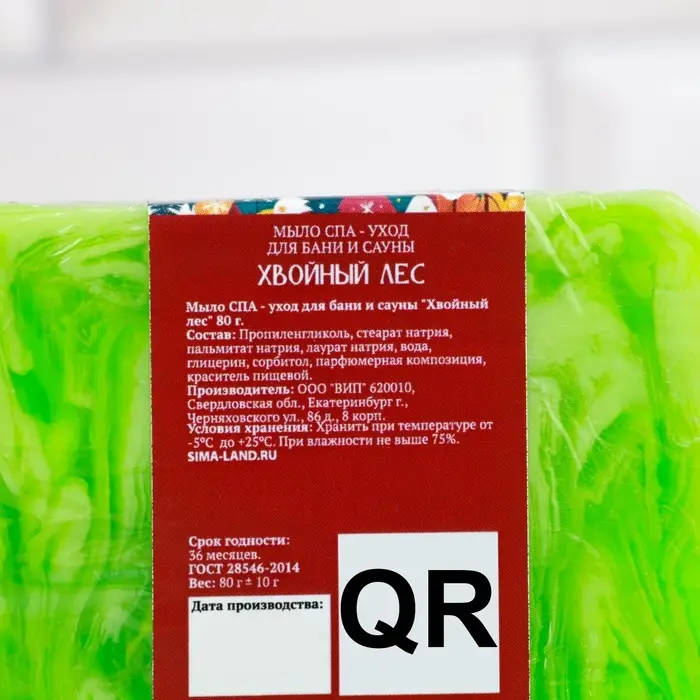 МЫЛО СПА - УХОД
ДЛЯ БАНИ И САУНЫ
ХВОЙНЫЙ ЛЕС
Мыло СПА - уход для бани и сауны "Хвойный
лес" 80 г.
Состав: Пропиленгликоль, стеарат натрия,
пальмитат натрия, лаурат натрия, вода,
глицерин, сорбитол, парфюмерная композиция,
краситель пищевой.
Производитель: ООО "ВИП" 620010,
Свердловская обл., Екатеринбург г.,
Черняховского ул., 86 д., 8 корп.
Условия хранения: Хранить при температуре от
-5°C до +25°C. При влажности не выше 75%.
SIMA-LAND.RU
Срок годности:
36 месяцев.
ГОСТ 28546-2014
Вес: 80 г ± 10 г
Дата производства:
QR